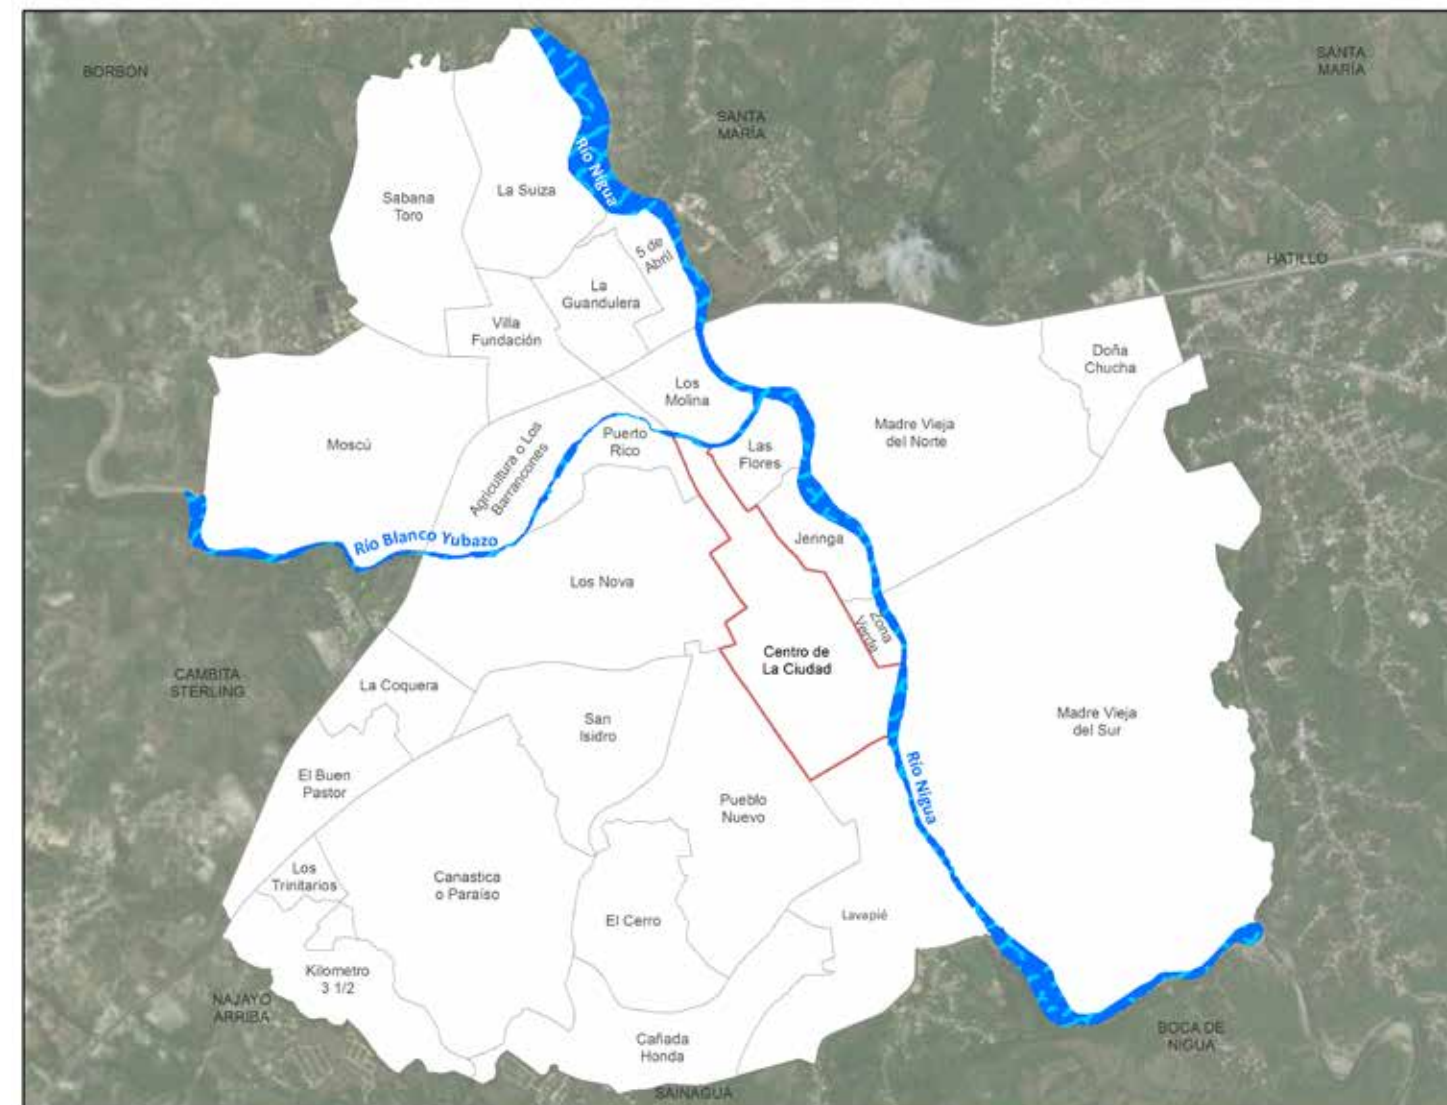 BORBÓN
SANTA
MARÍA
SANTA
MARÍA
Río Nigua
La Suiza
Sabana
Toro
5 de
Abril
HATILLO
La
Guandulera
Villa
Fundación
Doña
Chucha
Los
Molina
Madre Vieja
del Norte
Moscú
Puerto
Rico
Las
Flores
Agricultura o Los
Barrancones
Río Blanco Yubazo
Jeringa
Los Nova
Zona
Verde
Centro de
La Ciudad
CAMBITA
STERLING
La Coquera
San
Isidro
Madre Vieja
del Sur
El Buen
Pastor
Río Nigua
Pueblo
Nuevo
Los
Trinitarios
Canastica
o Paraíso
El Cerro
Lavapié
Kilometro
3 1/2
NAJAYO
ARRIBA
Cañada
Honda
BOCA DE
NIGUA
SAINAGUA